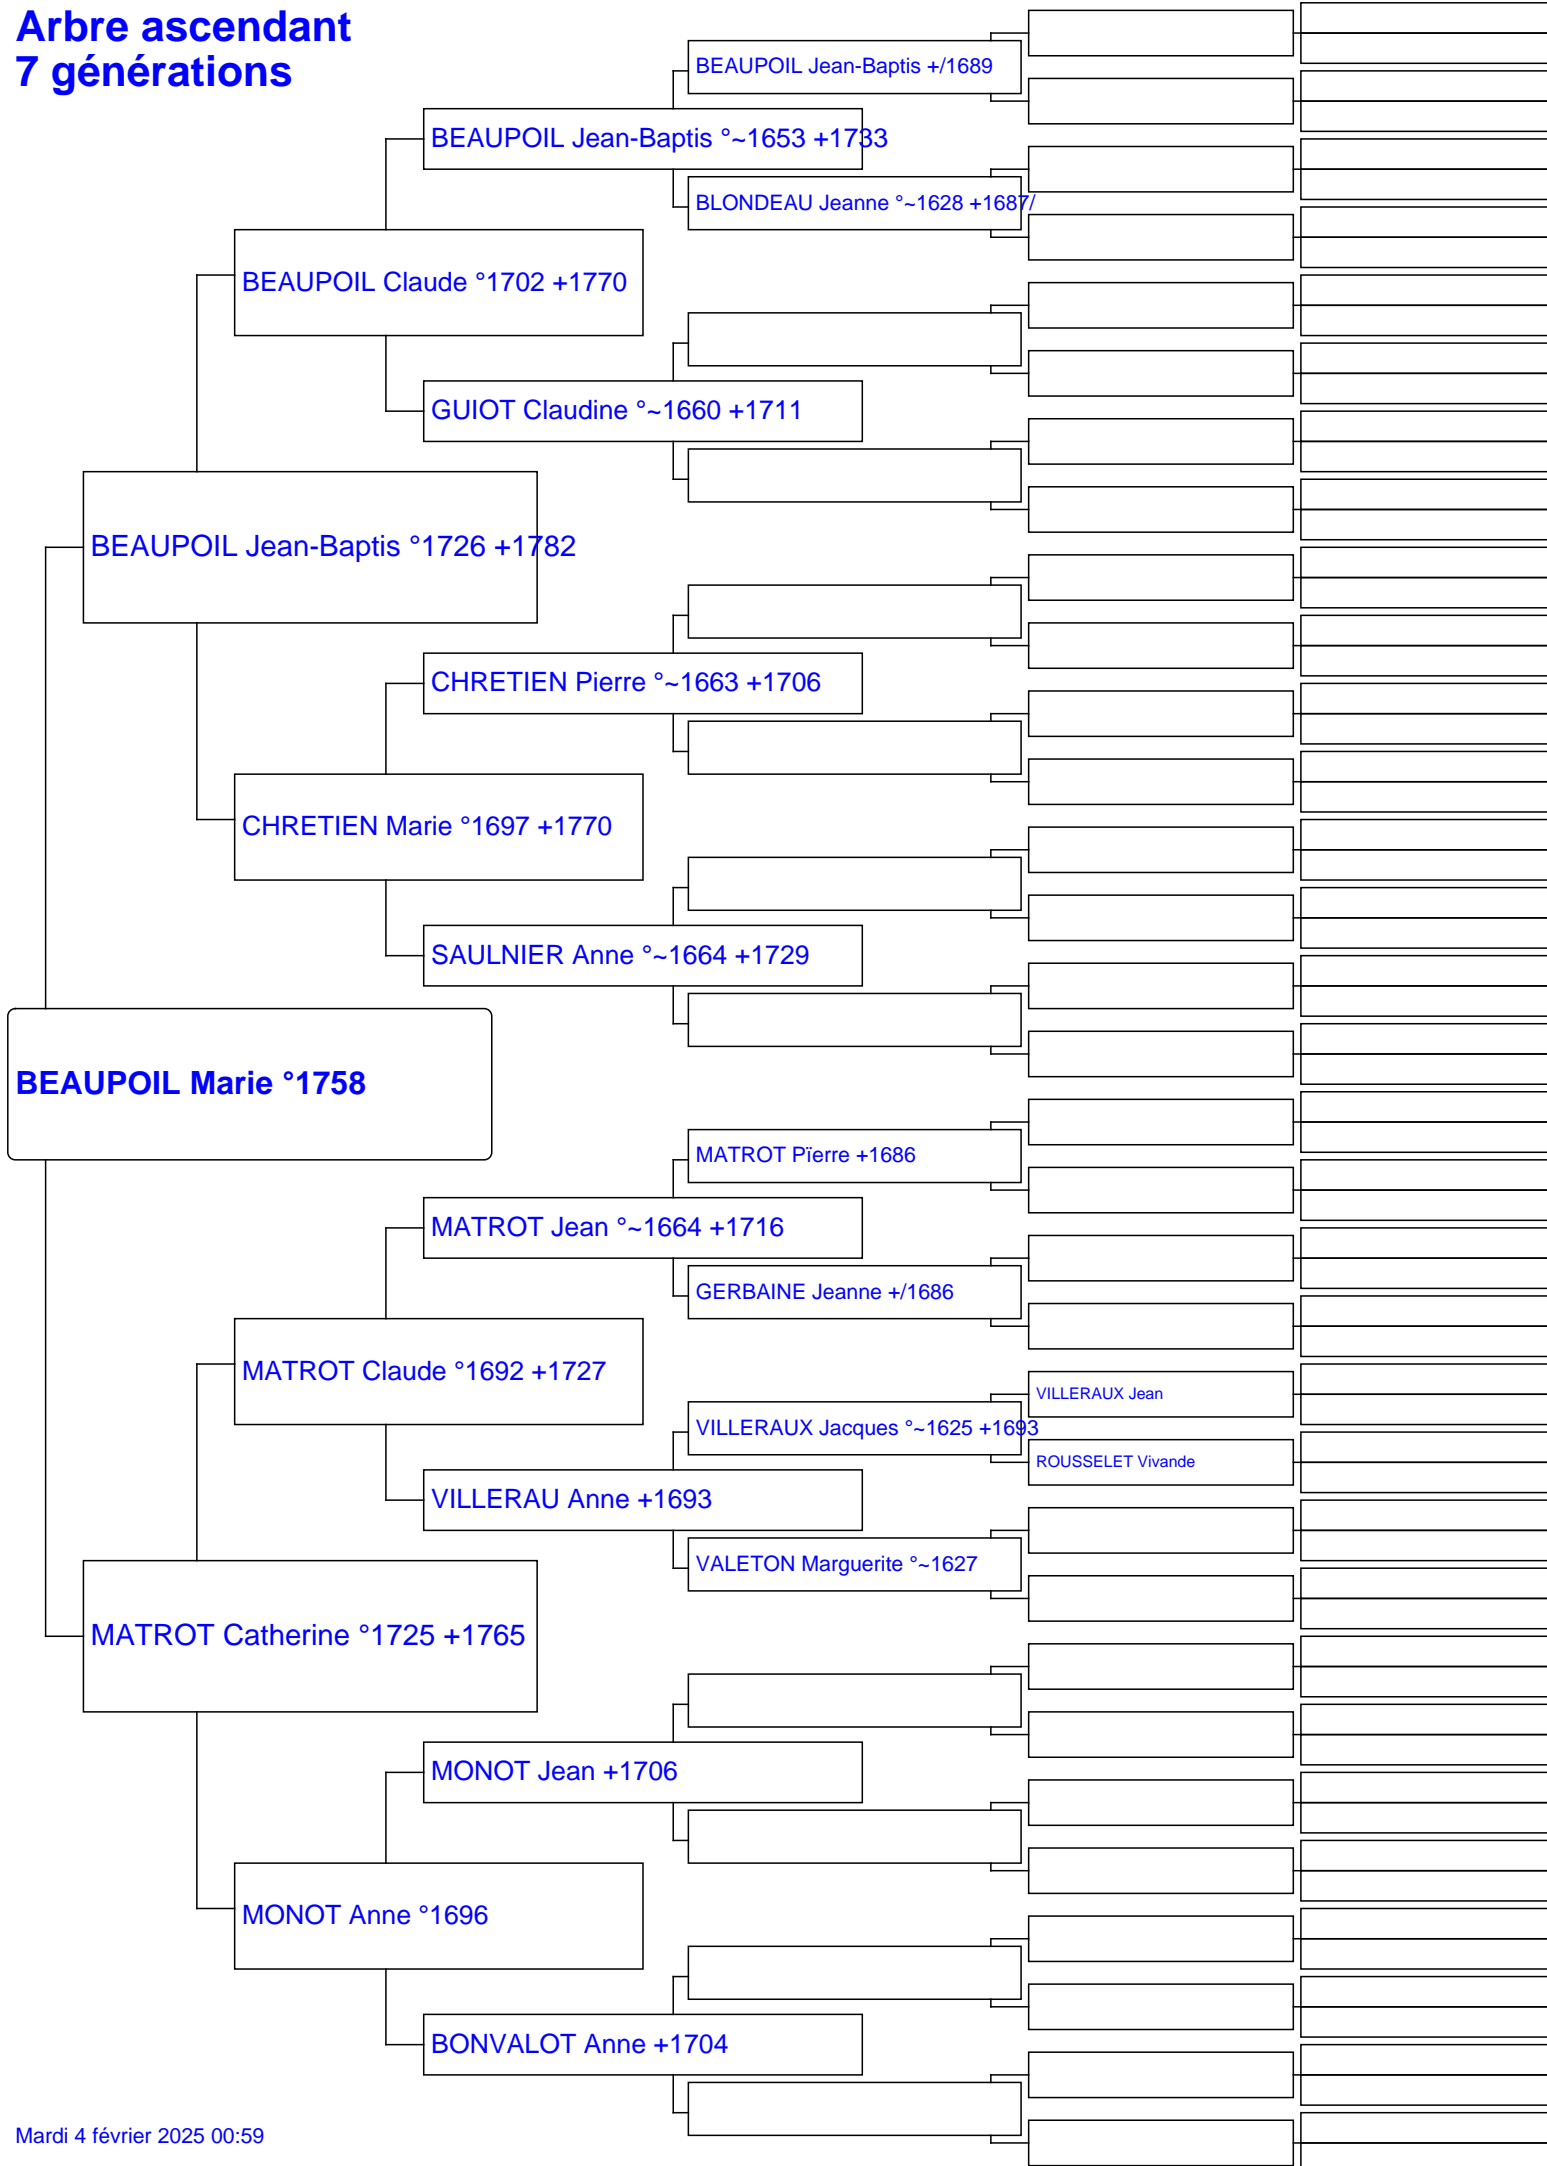 Arbre ascendant
7 générations
BEAUPOIL Jean-Baptis +/1689
BEAUPOIL Jean-Baptis °~1653 +1733
BLONDEAU Jeanne °~1628 +1687/
BEAUPOIL Claude °1702 +1770
GUIOT Claudine °~1660 +1711
BEAUPOIL Jean-Baptis °1726 +1782
CHRETIEN Pierre °~1663 +1706
CHRETIEN Marie °1697 +1770
SAULNIER Anne °~1664 +1729
BEAUPOIL Marie °1758
MATROT Pïerre +1686
MATROT Jean °~1664 +1716
GERBAINE Jeanne +/1686
MATROT Claude °1692 +1727
VILLERAUX Jean
VILLERAUX Jacques °~1625 +1693
ROUSSELET Vivande
VILLERAU Anne +1693
VALETON Marguerite °~1627
MATROT Catherine °1725 +1765
MONOT Jean +1706
MONOT Anne °1696
BONVALOT Anne +1704
Mardi 4 février 2025 00:59